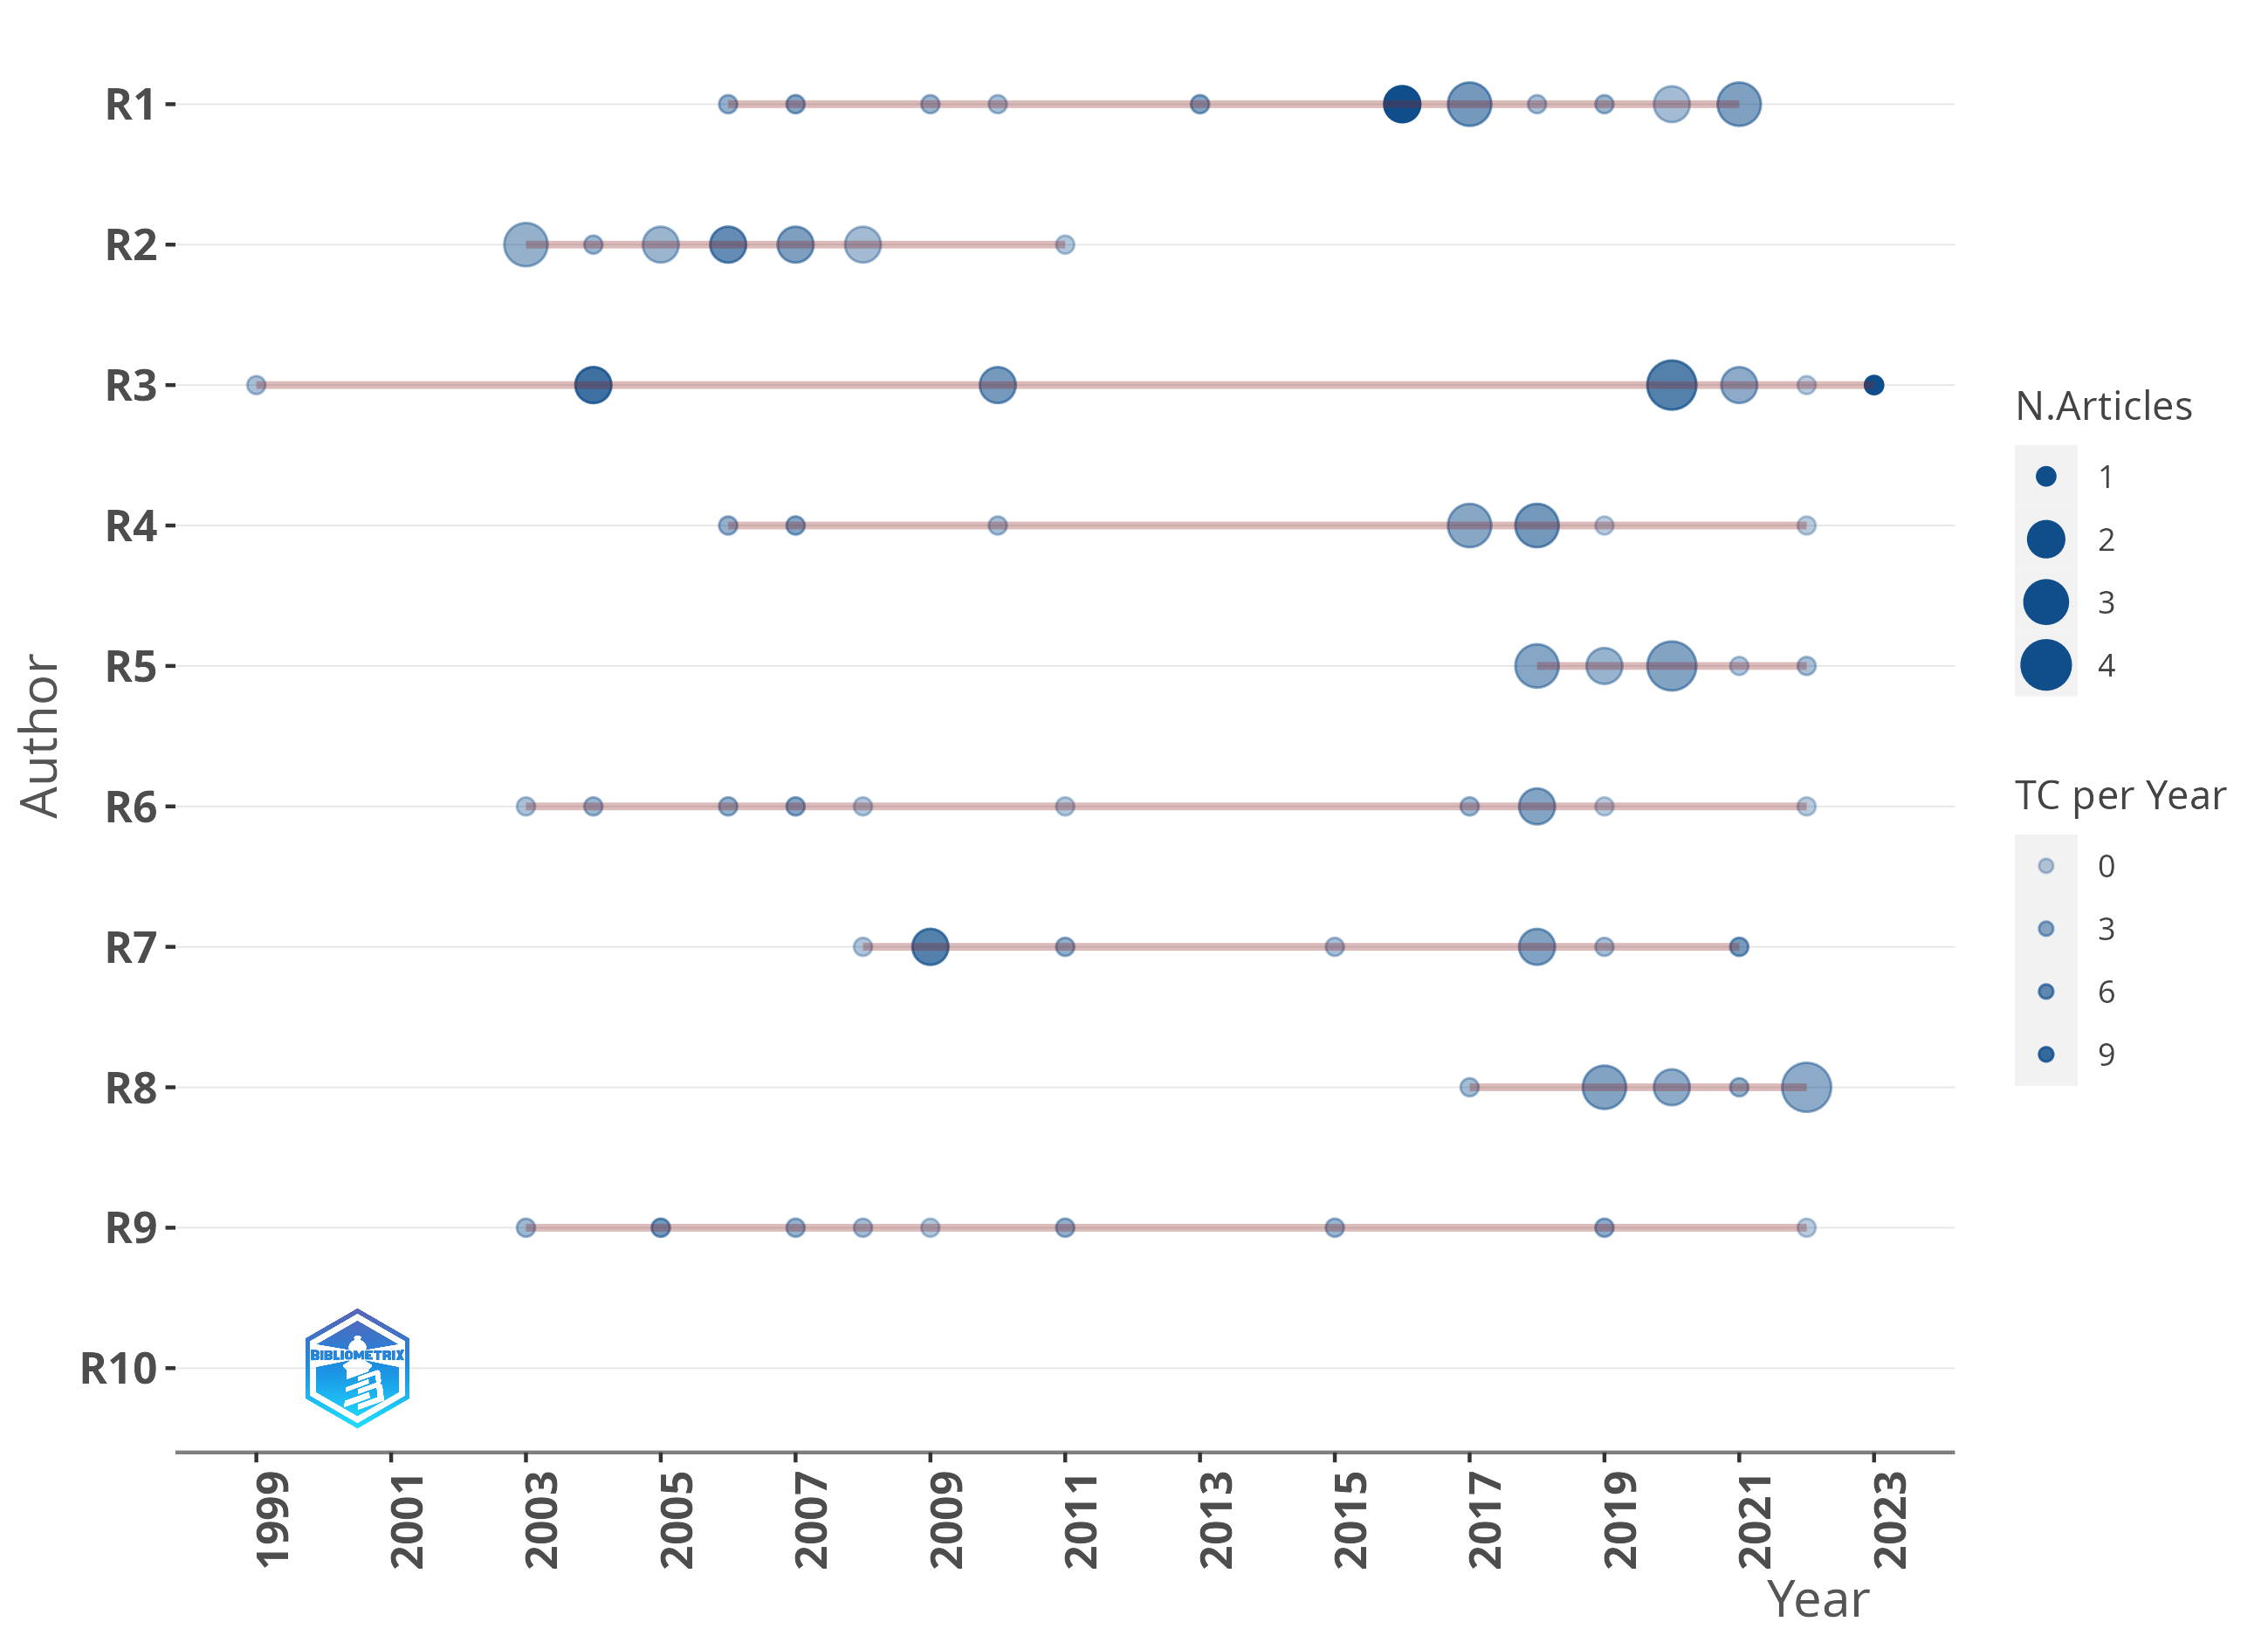 R1
R2
R3
R4
R5
R6
R7
R8
R9
R10
Author
BIBLIOMETRIX
1999 2001 2003 2005 2007 2009 2011 2013 2015 2017 2019 2021 2023
Year
N.Articles
1
2
3
4
TC per Year
0
3
6
9